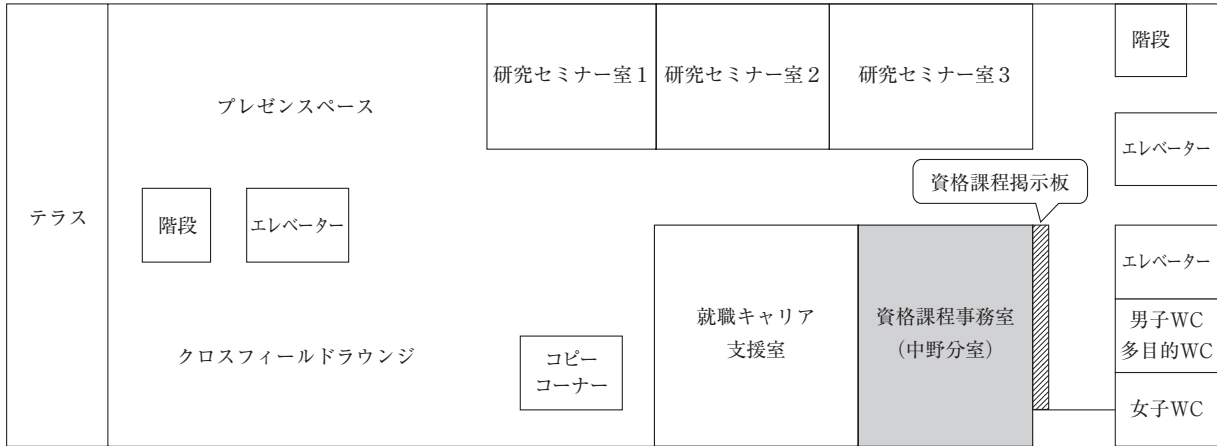 階段
研究セミナー室1
研究セミナー室2
研究セミナー室3
プレゼンスペース
エレベーター
資格課程掲示板
テラス
階段
エレベーター
エレベーター
就職キャリア
支援室
資格課程事務室
(中野分室)
男子WC
多目的WC
クロスフィールドラウンジ
コピー
コーナー
女子WC